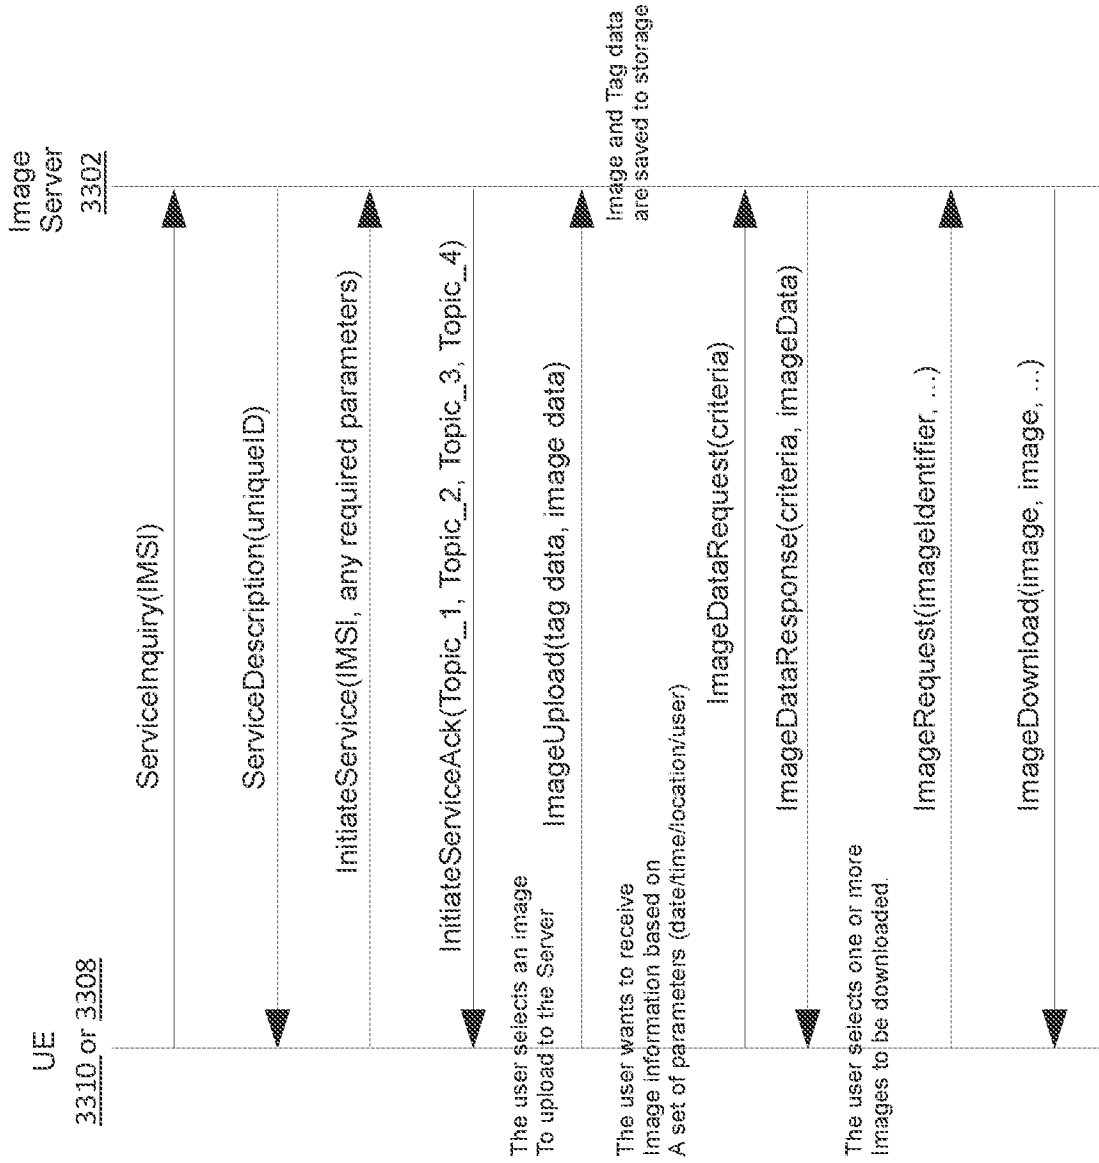 UE
3310 or 3308
Image
Server
3302
ServiceInquiry(IMSI)
ServiceDescription(uniqueID)
InitiateService(IMSI, any required parameters)
InitiateServiceAck(Topic_1, Topic_2, Topic_3, Topic_4)
The user selects an image
To upload to the Server
ImageUpload(tag data, image data)
Image and Tag data
are saved to storage
The user wants to receive
Image information based on
A set of parameters (date/time/location/user)
ImageDataRequest(criteria)
ImageDataResponse(criteria, imageData)
The user selects one or more
Images to be downloaded.
ImageRequest(imageIdentifier, ...)
ImageDownload(image, image, ...)